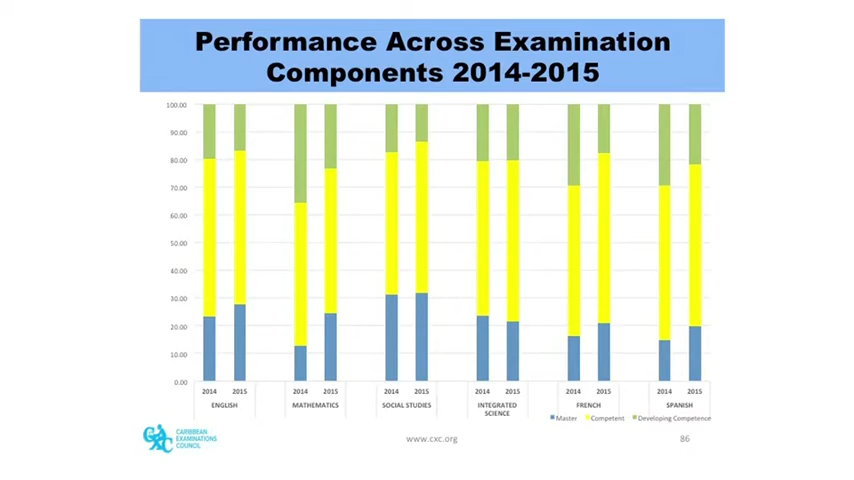 Performance Across Examination
Components 2014-2015
100.00
90.00
80.00
70.00
60.00
50.00
40.00
30.00
20.00
10.00
0.00
2014 2015 2014 2015 2014 2015 2014 2015 2014 2015 2014 2015
ENGLISH MATHEMATICS SOCIAL STUDIES INTEGRATED SCIENCE FRENCH SPANISH
Master Competent Developing Competence
CXC
CARIBBEAN
EXAMINATIONS
COUNCIL
www.cxc.org
86